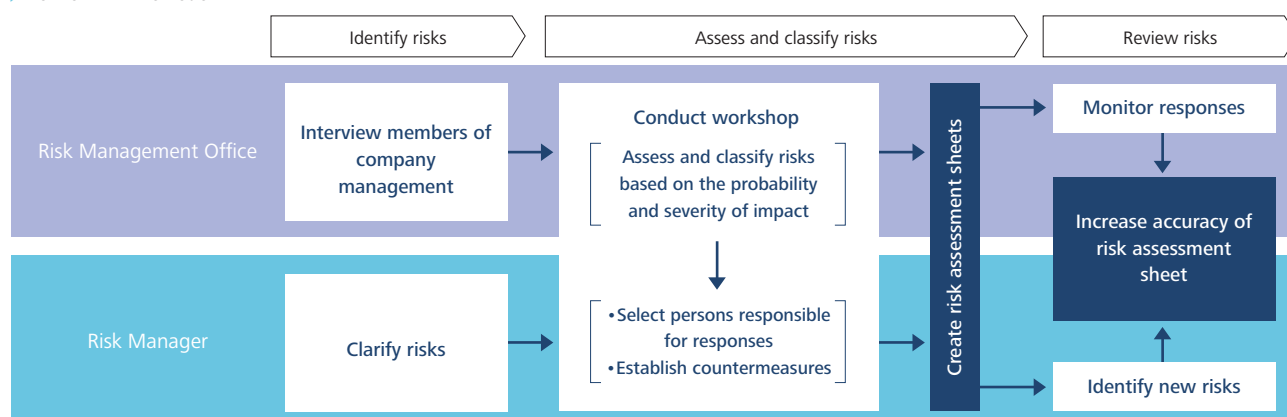 Identify risks
Assess and classify risks
Review risks
Risk Management Office
Interview members of
company
management
Conduct workshop
Assess and classify risks
based on the probability
and severity of impact
Create risk assessment sheets
Monitor responses
Increase accuracy of
risk assessment
sheet
Risk Manager
Clarify risks
•Select persons responsible
for responses
•Establish countermeasures
Identify new risks